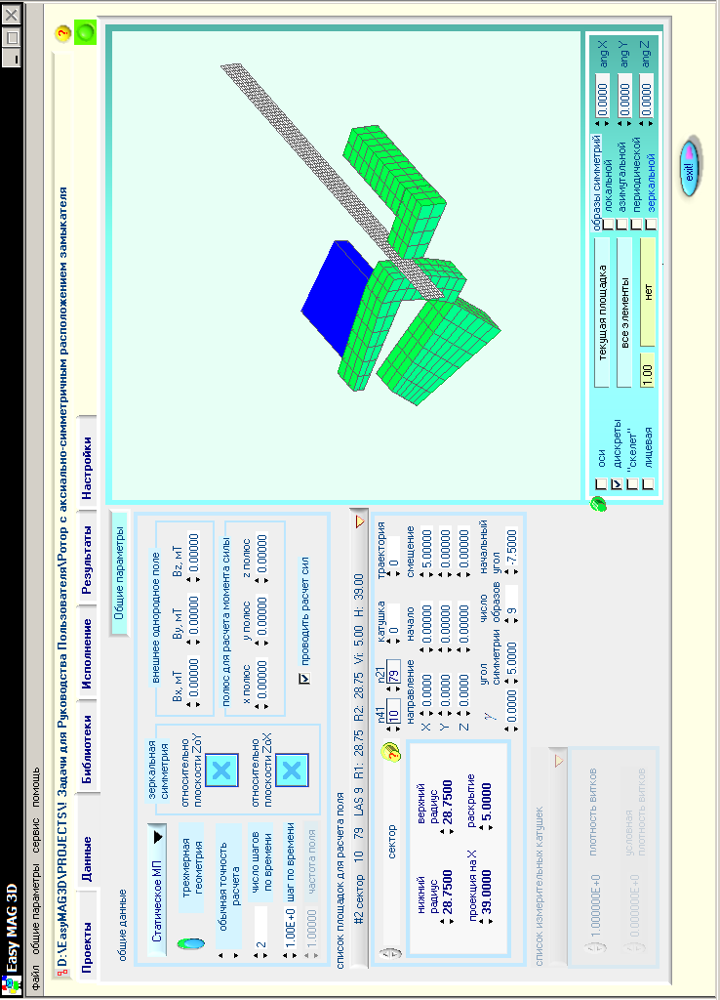 Easy MAG 3D
Файл общие параметры сервис помощь
D:\EasyMAG3D\PROJECTS\! Задачи для Руководства Пользователя\Ротор с аксиально-симметричным расположением замыкателя
?
Проекты Данные Библиотеки Исполнение Результаты Настройки
общие данные
Общие параметры
Статическое МП
трехмерная
геометрия
обычная точность
расчета
число шагов
по времени
2
1.00E+0 шаг по времени
1.00000 частота поля
зеркальная
симметрия
относительно
плоскости ZoY
относительно
плоскости ZoX
внешнее однородное поле
Bx, мТ By, мТ Bz, мТ
0.00000 0.00000 0.00000
полюс для расчета момента силы
x полюс y полюс z полюс
0.00000 0.00000 0.00000
проводить расчет сил
список площадок для расчета поля
#2 сектор 10 79 LAS 9 R1: 28.75 R2: 28.75 Vi: 5.00 H: 39.00
сектор
?
нижний
радиус
28.7500
верхний
радиус
28.7500
проекция на X
39.0000
раскрытие
5.0000
n41 n21 катушка траектория
10 79 0 0
направление начало смещение
X 0.0000 0.00000 5.00000
Y 0.0000 0.00000 0.00000
Z 0.0000 0.00000 0.00000
γ угол
симметрии
число
образов
начальный
угол
0.0000 5.0000 9 -7.5000
список измерительных катушек
1.000000E+0 плотность витков
0.000000E+0 условная
плотность витков
оси
дискреты
"скелет"
лицевая
текущая площадка
все элементы
1.00 нет
образы симметрий
локальной
азимутальной
периодической
зеркальной
0.0000 ang X
0.0000 ang Y
0.0000 ang Z
exit!